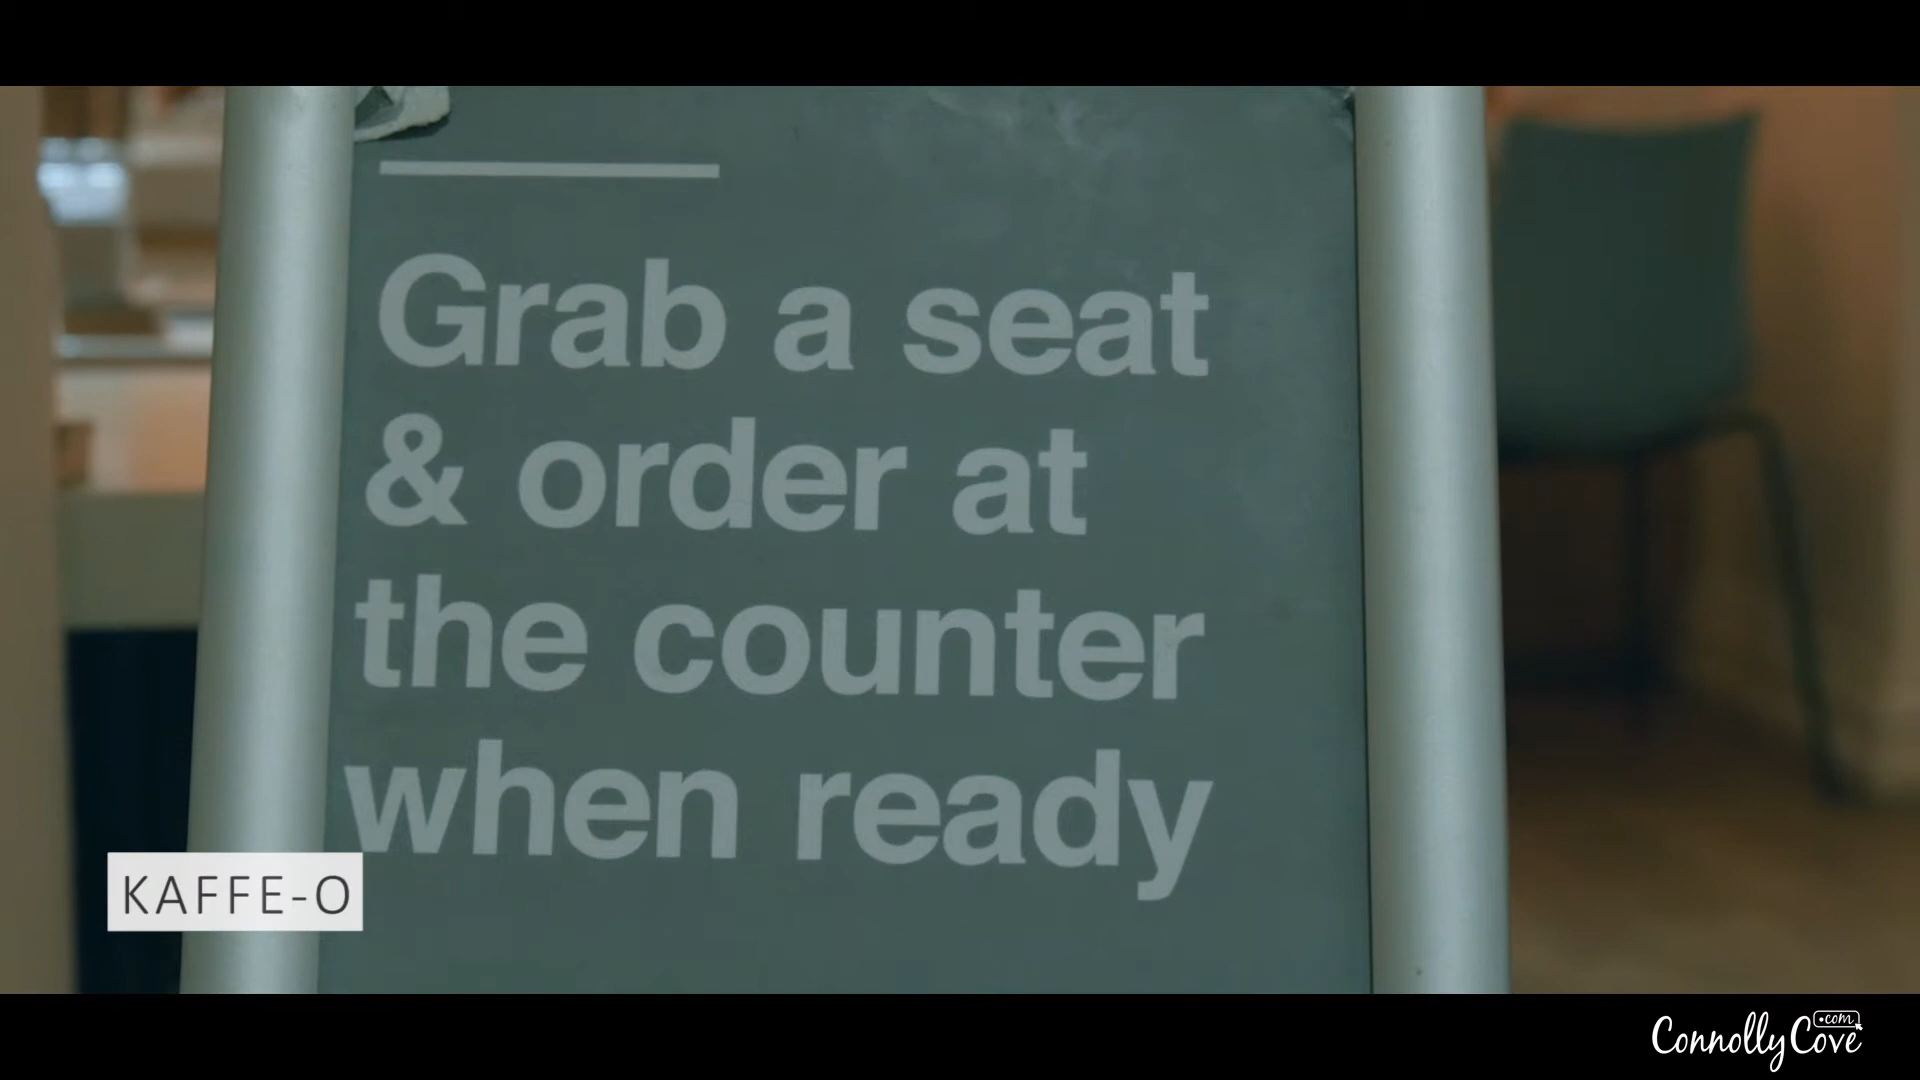 Grab a seat
& order at
the counter
when ready
KAFFE-O
ConnollyCove
.com